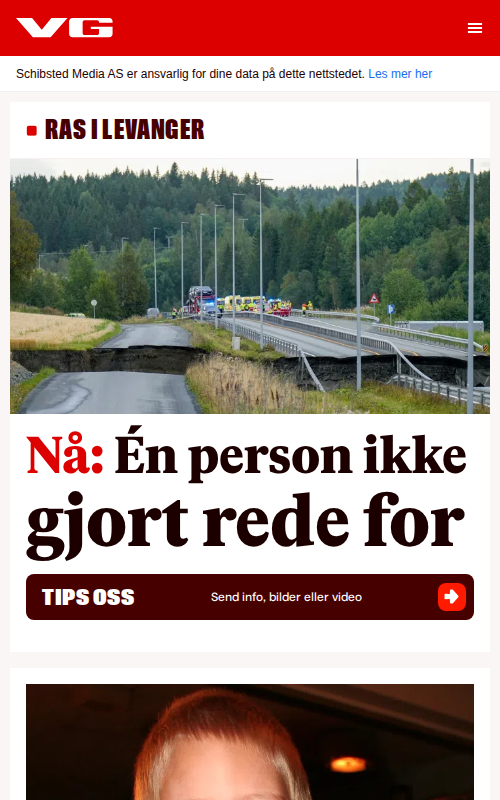 VG
Schibsted Media AS er ansvarlig for dine data på dette nettstedet. Les mer her
RAS I LEVANGER
Nå: Én person ikke
gjort rede for
TIPS OSS
Send info, bilder eller video